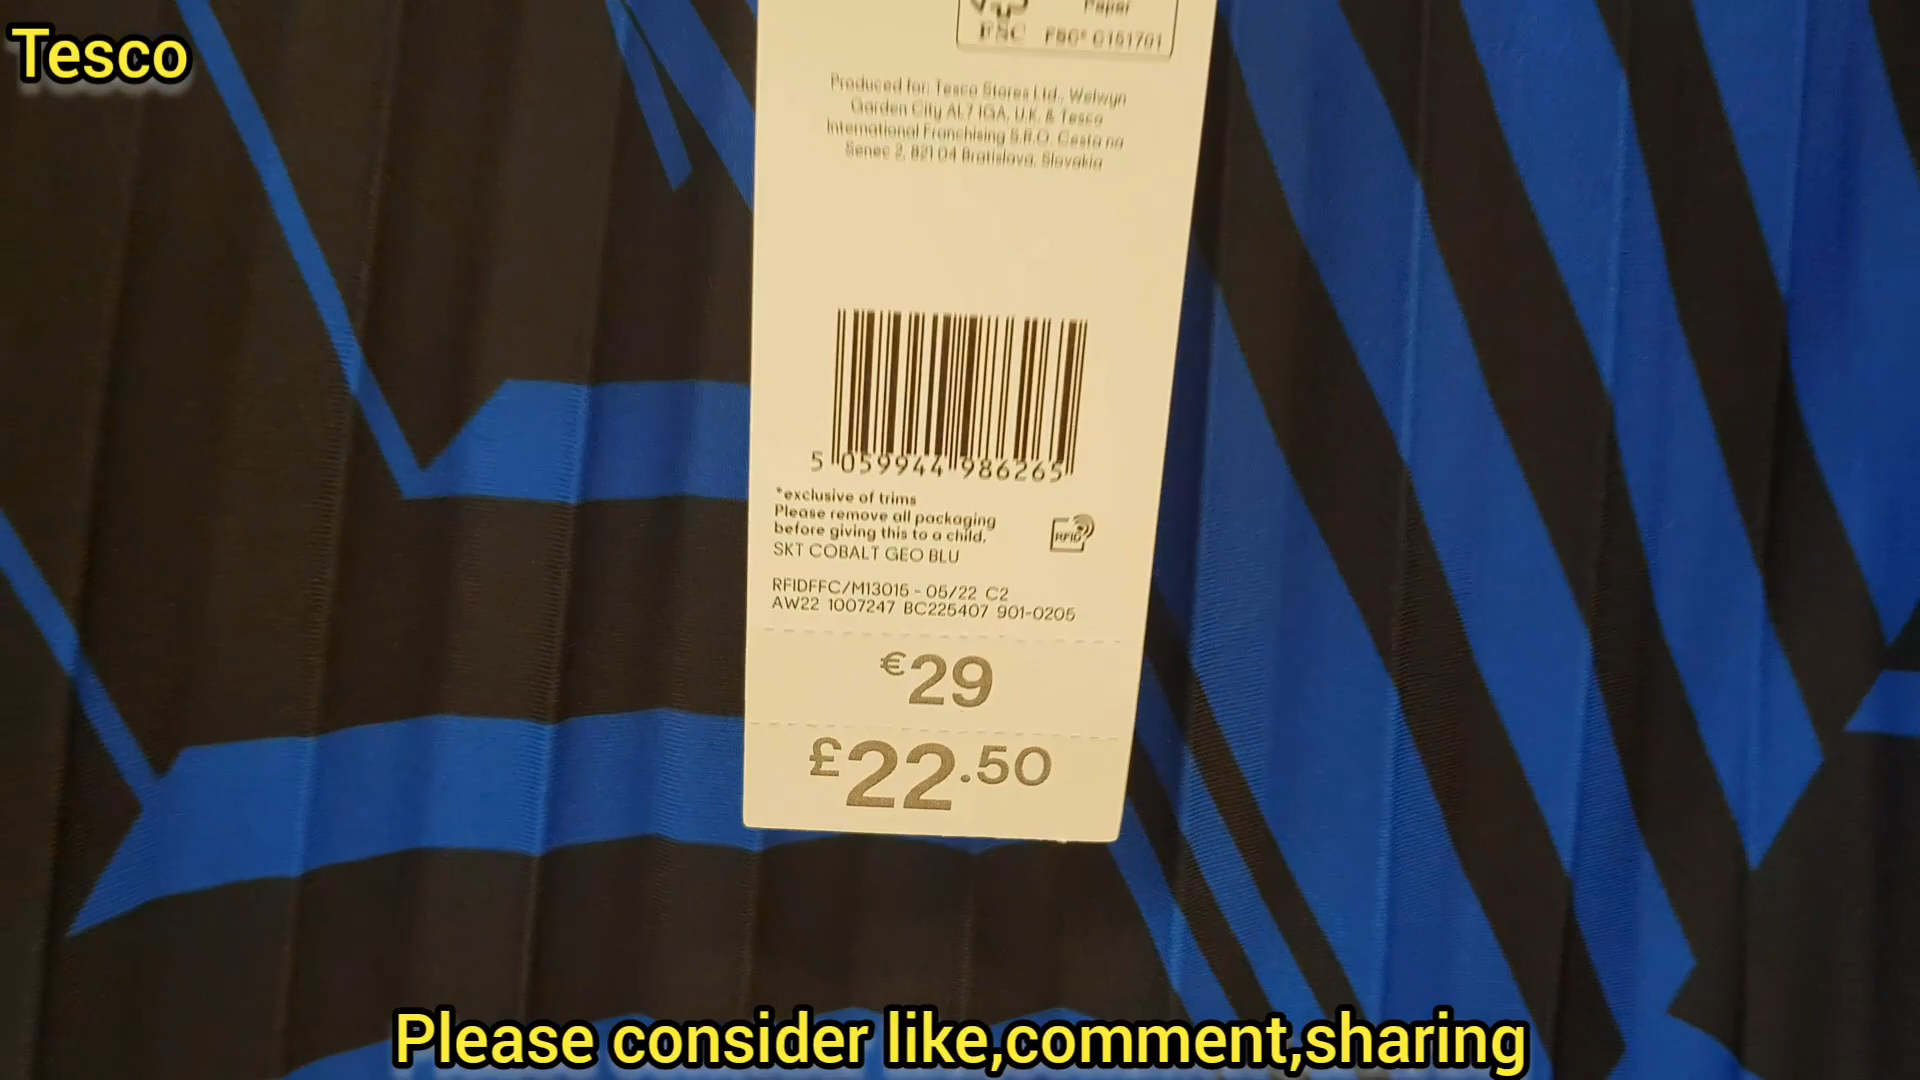 Tesco
Paper
FSC FSC® C151701
Produced for: Tesco Stores Ltd., Welwyn
Garden City AL7 1GA, U.K. & Tesco
International Franchising S.R.O. Cesta na
Senec 2, 821 04 Bratislava, Slovakia
5 059944 986265
*exclusive of trims
Please remove all packaging
before giving this to a child.
RFID
SKT COBALT GEO BLU
RFIDFFC/M13015 - 05/22 C2
AW22 1007247 BC225407 901-0205
€29
£22.50
Please consider like,comment,sharing